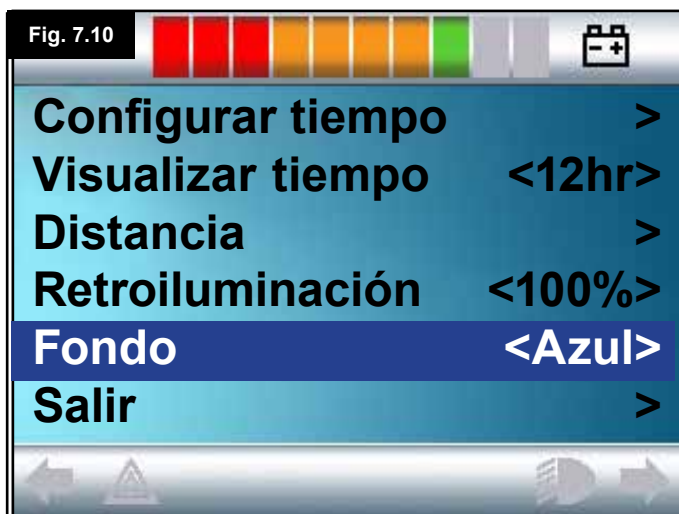 Fig. 7.10
Configurar tiempo >
Visualizar tiempo <12hr>
Distancia >
Retroiluminación <100%>
Fondo <Azul>
Salir >